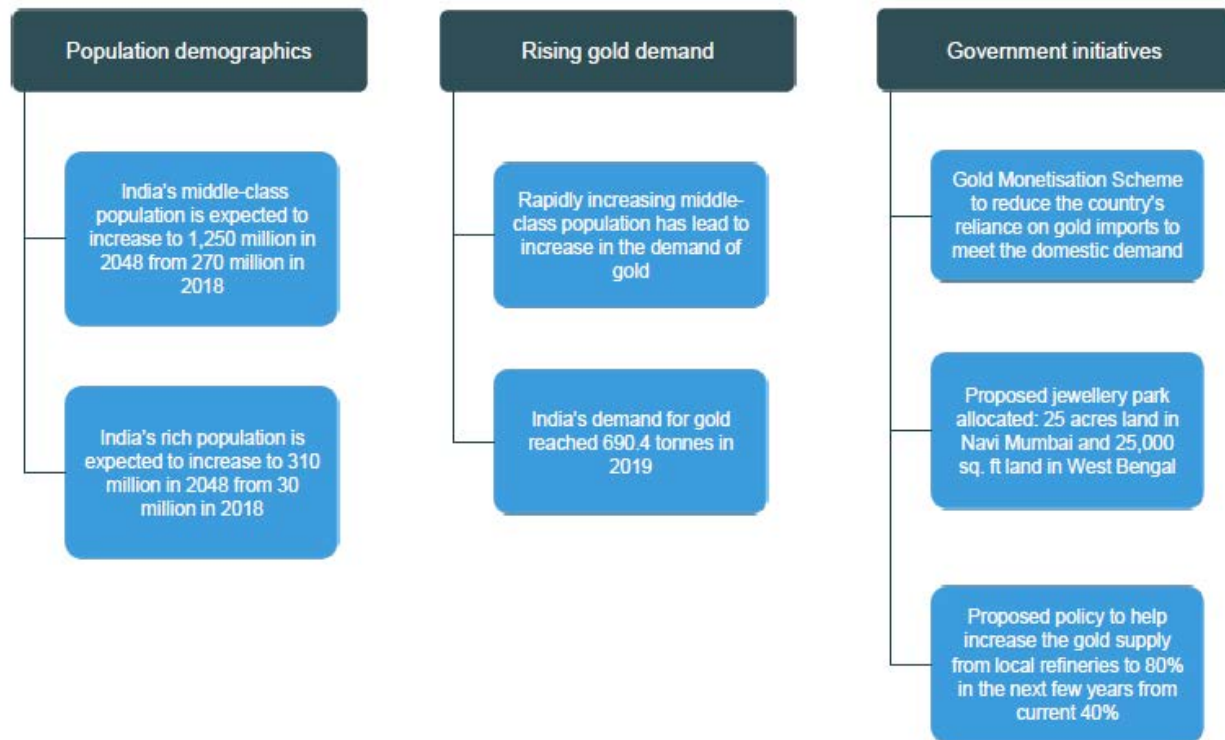 Population demographics
India's middle-class
population is expected to
increase to 1,250 million in
2048 from 270 million in
2018
India's rich population is
expected to increase to 310
million in 2048 from 30
million in 2018
Rising gold demand
Rapidly increasing middle-
class population has lead to
increase in the demand of
gold
India's demand for gold
reached 690.4 tonnes in
2019
Government initiatives
Gold Monetisation Scheme
to reduce the country's
reliance on gold imports to
meet the domestic demand
Proposed jewellery park
allocated: 25 acres land in
Navi Mumbai and 25,000
sq. ft land in West Bengal
Proposed policy to help
increase the gold supply
from local refineries to 80%
in the next few years from
current 40%